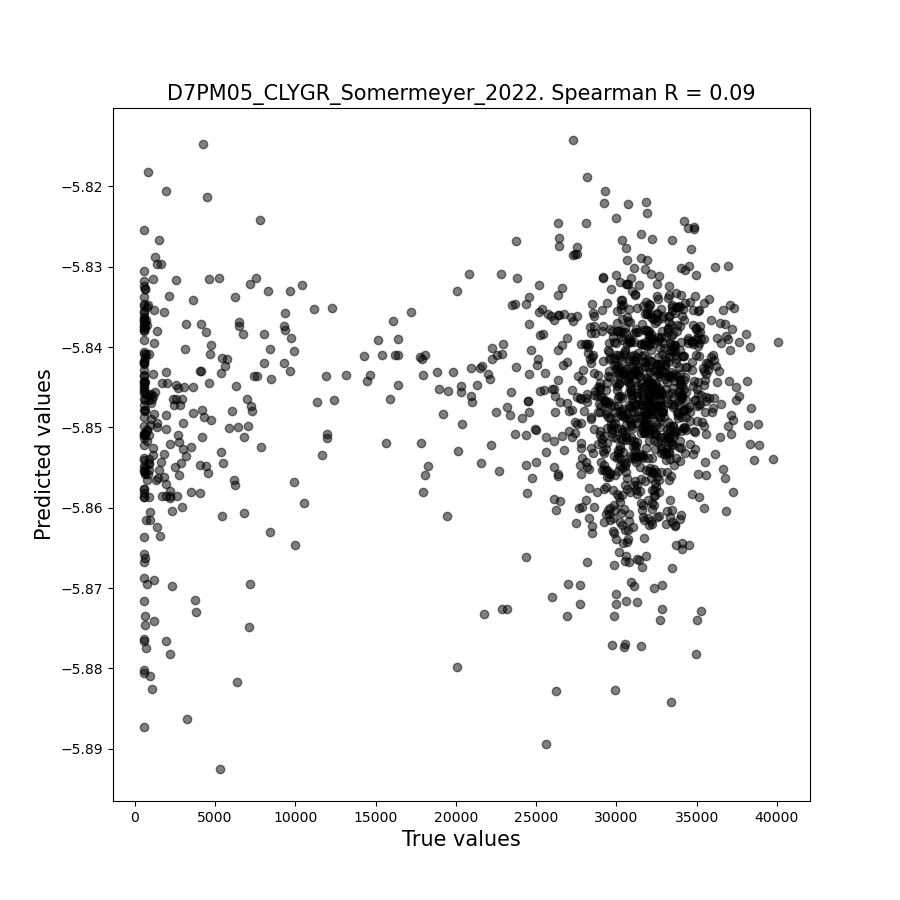 D7PM05_CLYGR_Somermeyer_2022. Spearman R = 0.09
−5.82
−5.83
−5.84
−5.85
−5.86
−5.87
−5.88
−5.89
Predicted values
0 5000 10000 15000 20000 25000 30000 35000 40000
True values